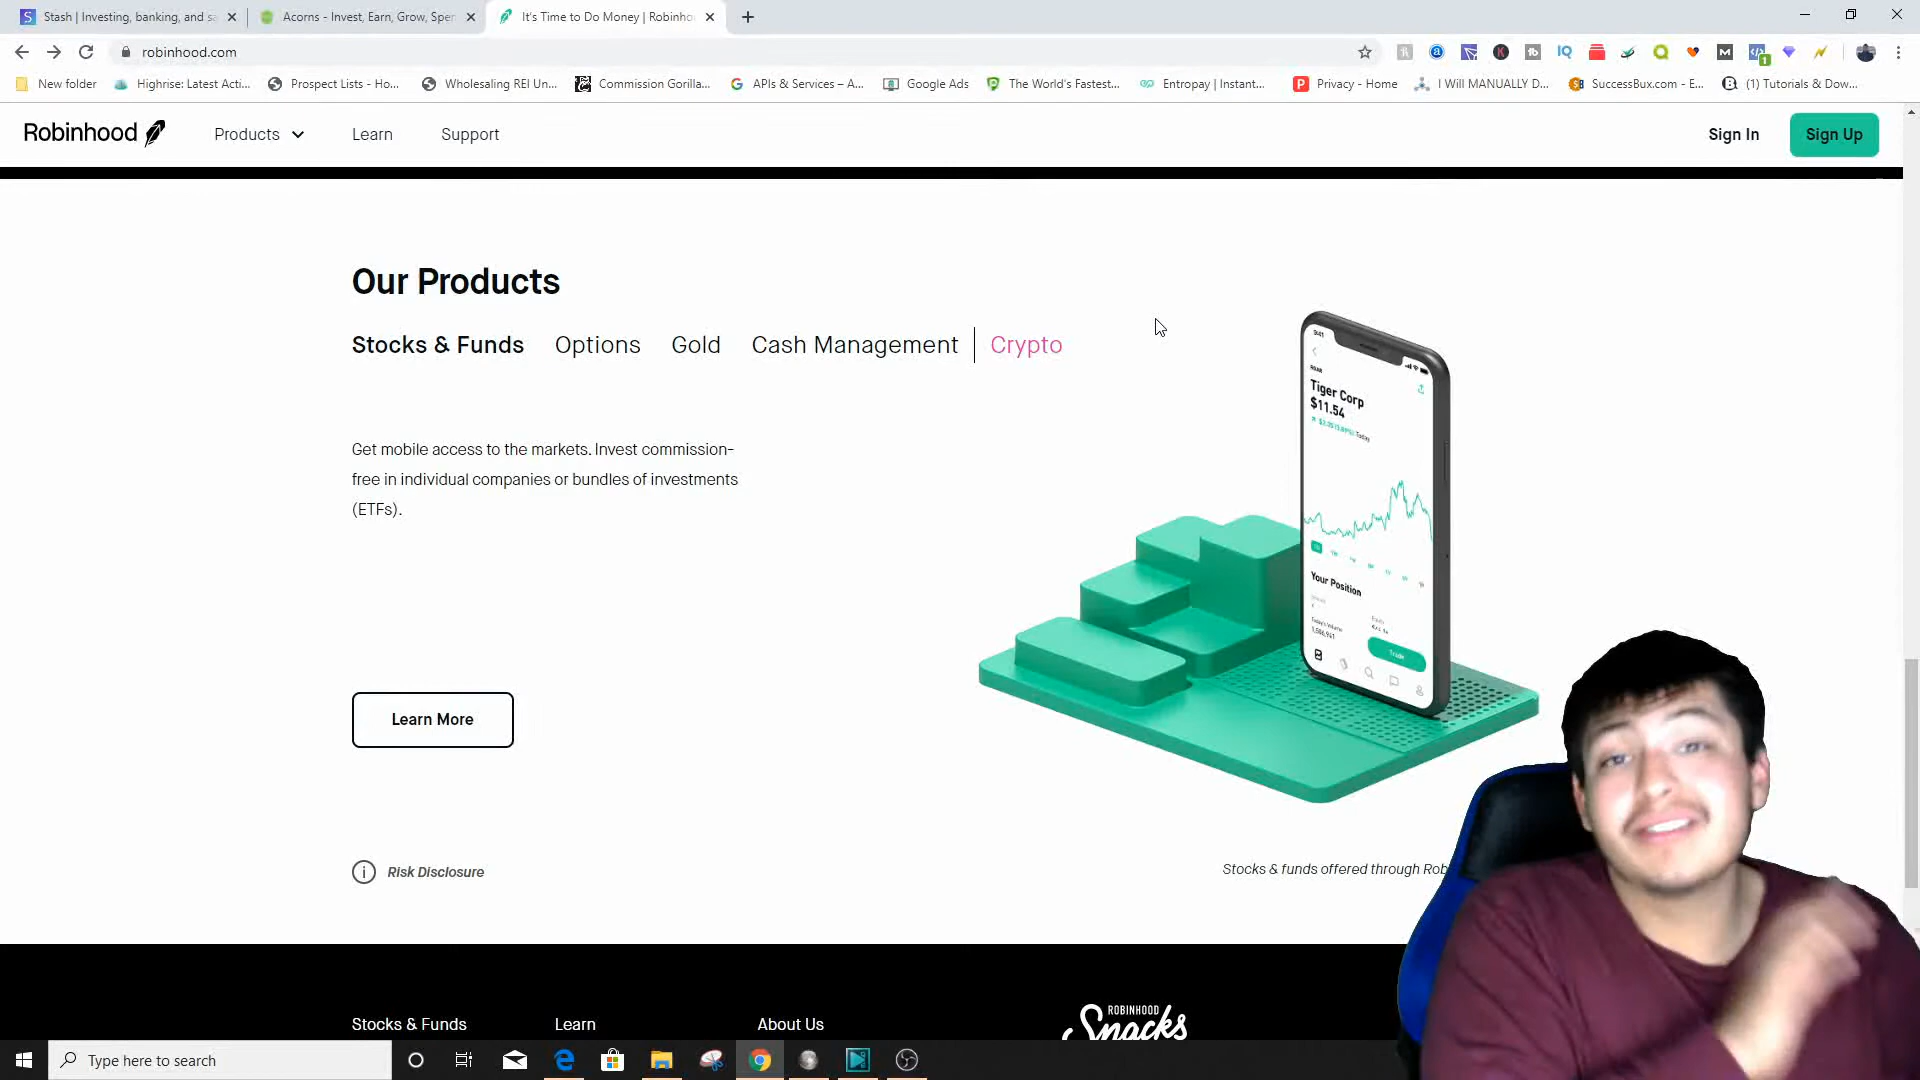 Stash | Investing, banking, and sa
Acorns - Invest, Earn, Grow, Spen
It's Time to Do Money | Robinho
robinhood.com
New folder
Highrise: Latest Acti...
Prospect Lists - Ho...
Wholesaling REI Un...
Commission Gorilla...
APIs & Services – A...
Google Ads
The World's Fastest...
Entropay | Instant...
Privacy - Home
I Will MANUALLY D...
SuccessBux.com - E...
(1) Tutorials & Dow...
Robinhood
Products
Learn
Support
Sign In
Sign Up
Our Products
Stocks & Funds
Options
Gold
Cash Management
Crypto
Get mobile access to the markets. Invest commission-
free in individual companies or bundles of investments
(ETFs).
Learn More
Tiger Corp
$11.54
Your Position
Trade
Risk Disclosure
Stocks & funds offered through Rob
Stocks & Funds
Learn
About Us
ROBINHOOD
Snacks
Type here to search